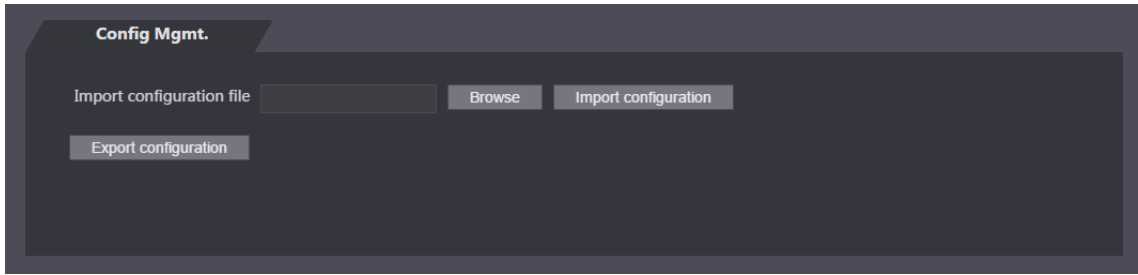 Config Mgmt.
Import configuration file Browse Import configuration
Export configuration